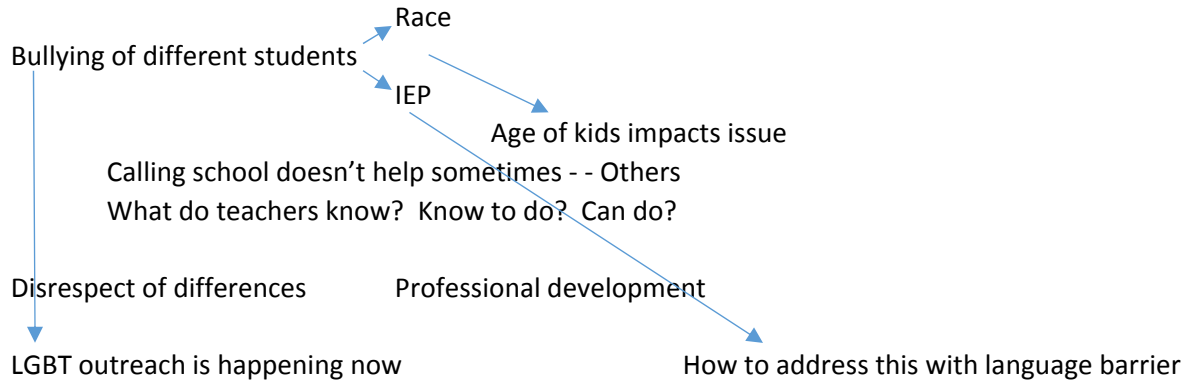 Race
Bullying of different students
IEP
Age of kids impacts issue
Calling school doesn’t help sometimes - - Others
What do teachers know? Know to do? Can do?
Disrespect of differences Professional development
LGBT outreach is happening now How to address this with language barrier